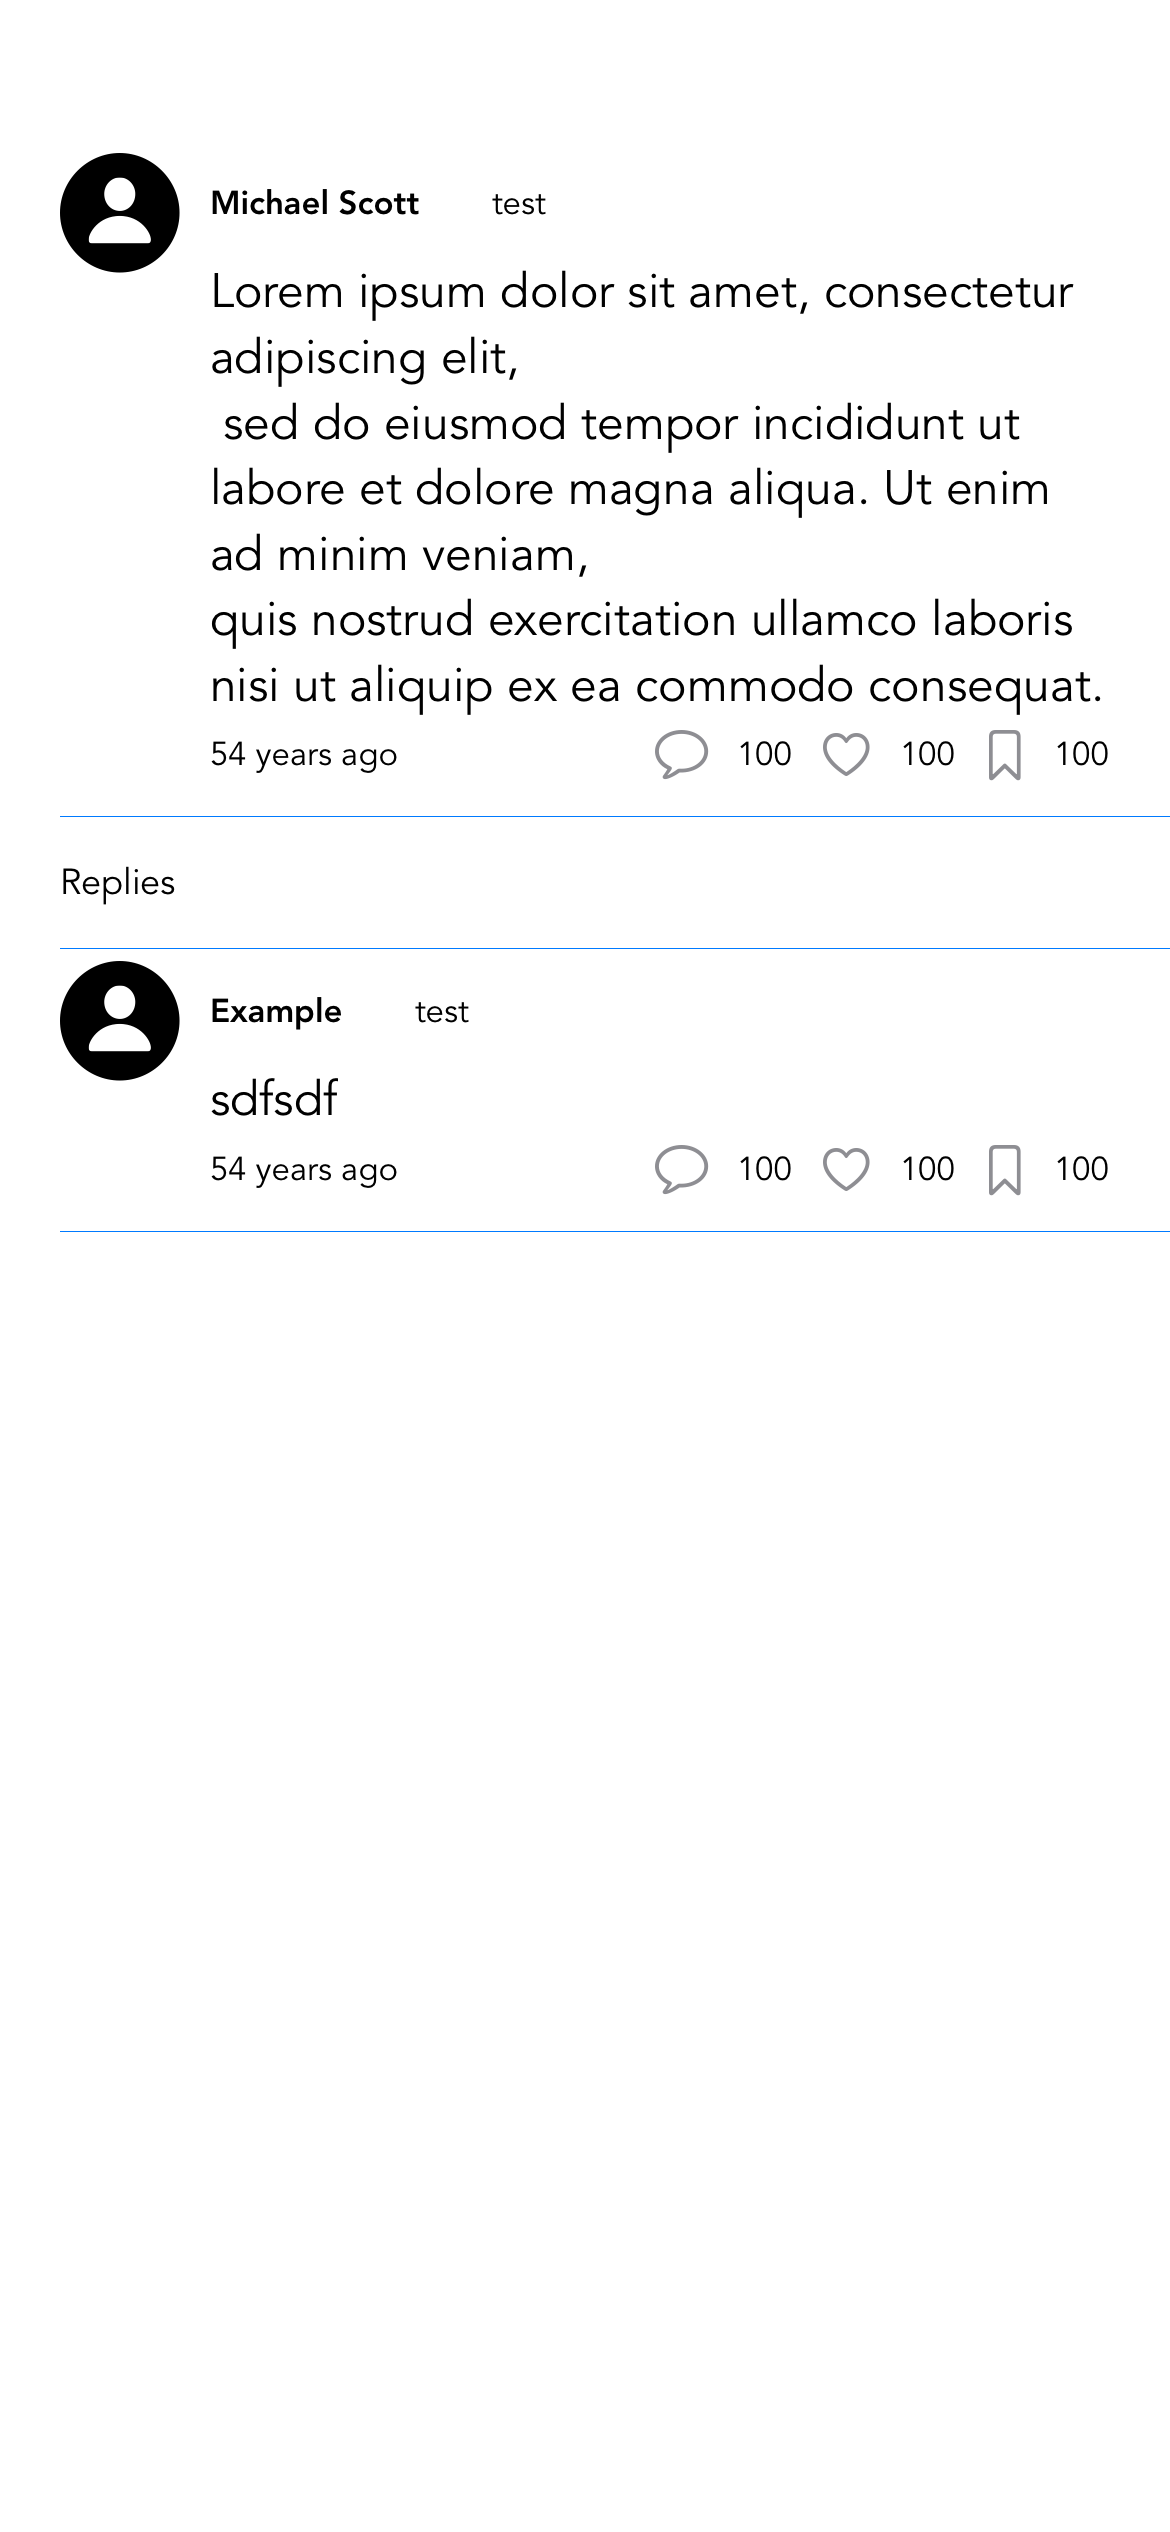 Michael Scott test
Lorem ipsum dolor sit amet, consectetur
adipiscing elit,
sed do eiusmod tempor incididunt ut
labore et dolore magna aliqua. Ut enim
ad minim veniam,
quis nostrud exercitation ullamco laboris
nisi ut aliquip ex ea commodo consequat.
54 years ago 100 100 100
Replies
Example test
sdfsdf
54 years ago 100 100 100